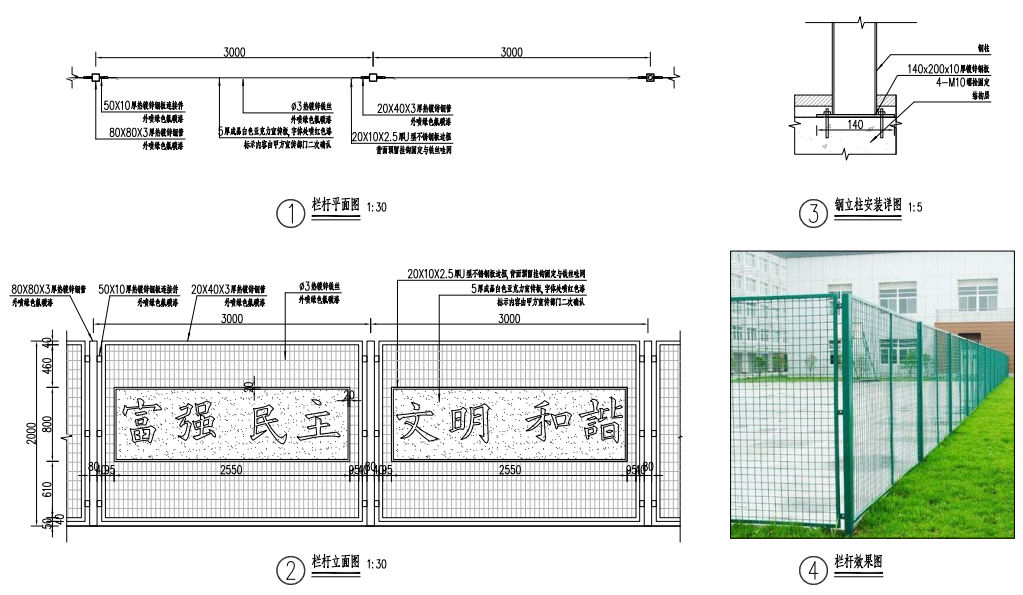 3000
3000
50X10厚热镀锌钢板连接件
外喷绿色氟碳漆
80X80X3厚热镀锌钢管
外喷绿色氟碳漆
ø3热镀锌铁丝
外喷绿色氟碳漆
5厚成品白色亚克力宣传板,字体处喷红色漆
标示内容由甲方宣传部门二次确认
20X40X3厚热镀锌钢管
外喷绿色氟碳漆
20X10X2.5厚U型不锈钢板边框
背面预留挂钩固定与铁丝哇网
1
栏杆平面图 1:30
钢柱
140x200x10厚镀锌钢板
4-M10螺栓固定
结构层
140
3
钢立柱安装详图 1:5
80X80X3厚热镀锌钢管
外喷绿色氟碳漆
50X10厚热镀锌钢板连接件
外喷绿色氟碳漆
20X40X3厚热镀锌钢管
外喷绿色氟碳漆
ø3热镀锌铁丝
外喷绿色氟碳漆
20X10X2.5厚U型不锈钢板边框,背面预留挂钩固定与铁丝哇网
5厚成品白色亚克力宣传板,字体处喷红色漆
标示内容由甲方宣传部门二次确认
3000
3000
40
460
800
2000
610
50
40
20
20
富强 民主
文明 和谐
80
2550
2550
80
2
栏杆立面图 1:30
4
栏杆效果图